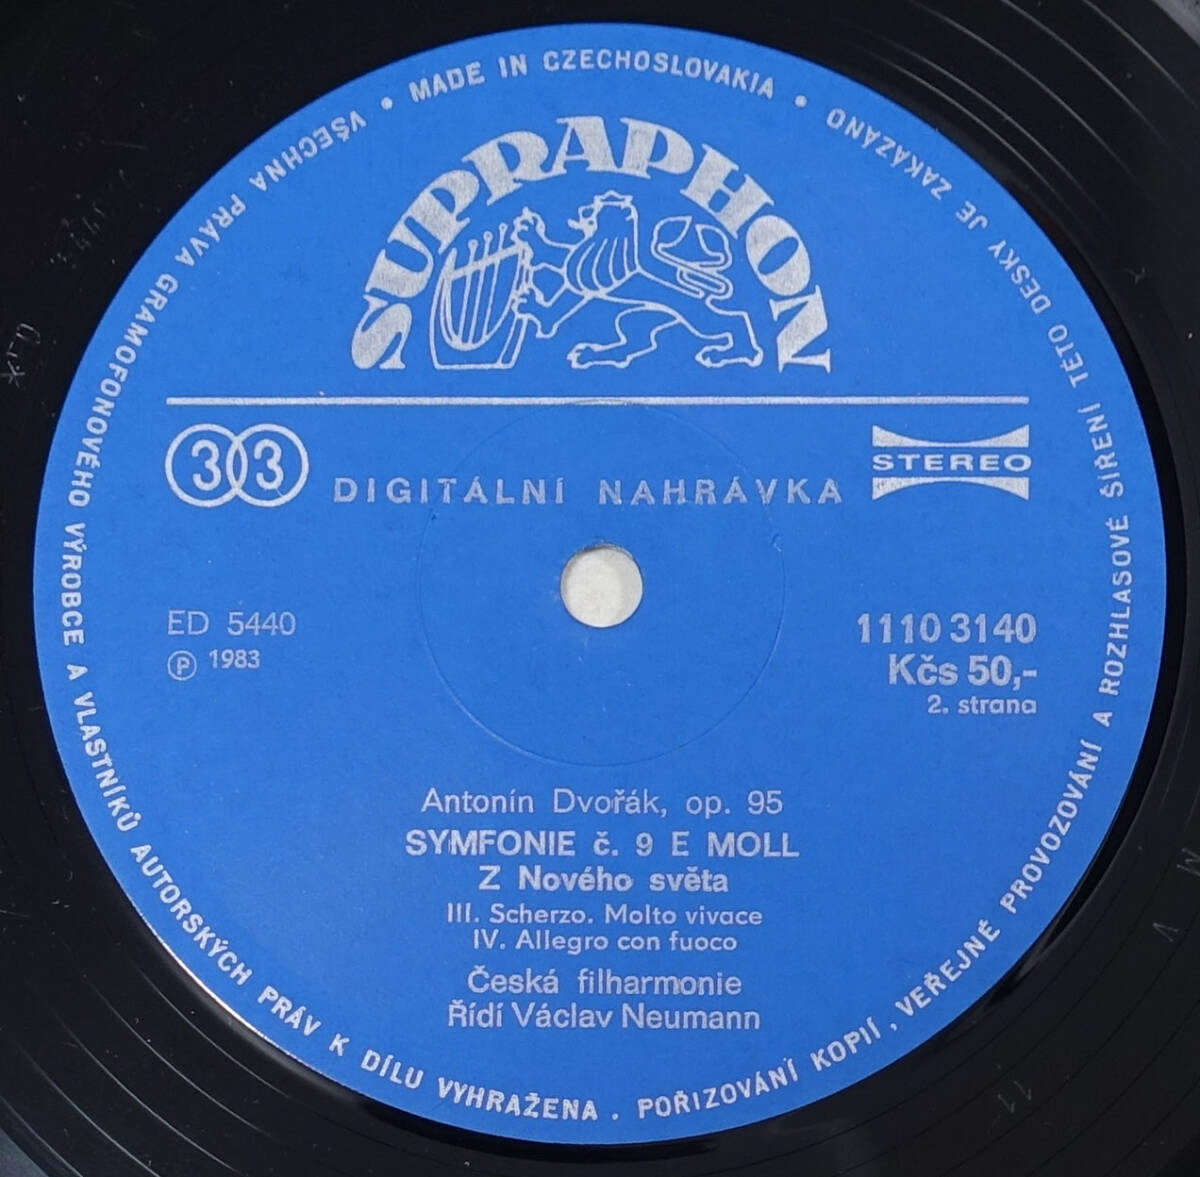 MADE IN CZECHOSLOVAKIA •
VŠECHNA PRÁVA GRAMOFONOVÉHO VÝROBCE A VLASTNÍKŮ AUTORSKÝCH PRÁV K DÍLU VYHRAŽENA . POŘIZOVÁNÍ KOPIÍ , VEŘEJNÉ PROVOZOVÁNÍ A ROZHLASOVÉ ŠÍŘENÍ TÉTO DESKY JE ZAKÁZÁNO •
SUPRAPHON
33
DIGITÁLNÍ NAHRÁVKA
STEREO
ED 5440
Ⓟ 1983
1110 3140
Kčs 50,-
2. strana
Antonín Dvořák, op. 95
SYMFONIE č. 9 E MOLL
Z Nového světa
III. Scherzo. Molto vivace
IV. Allegro con fuoco
Česká filharmonie
Řídí Václav Neumann